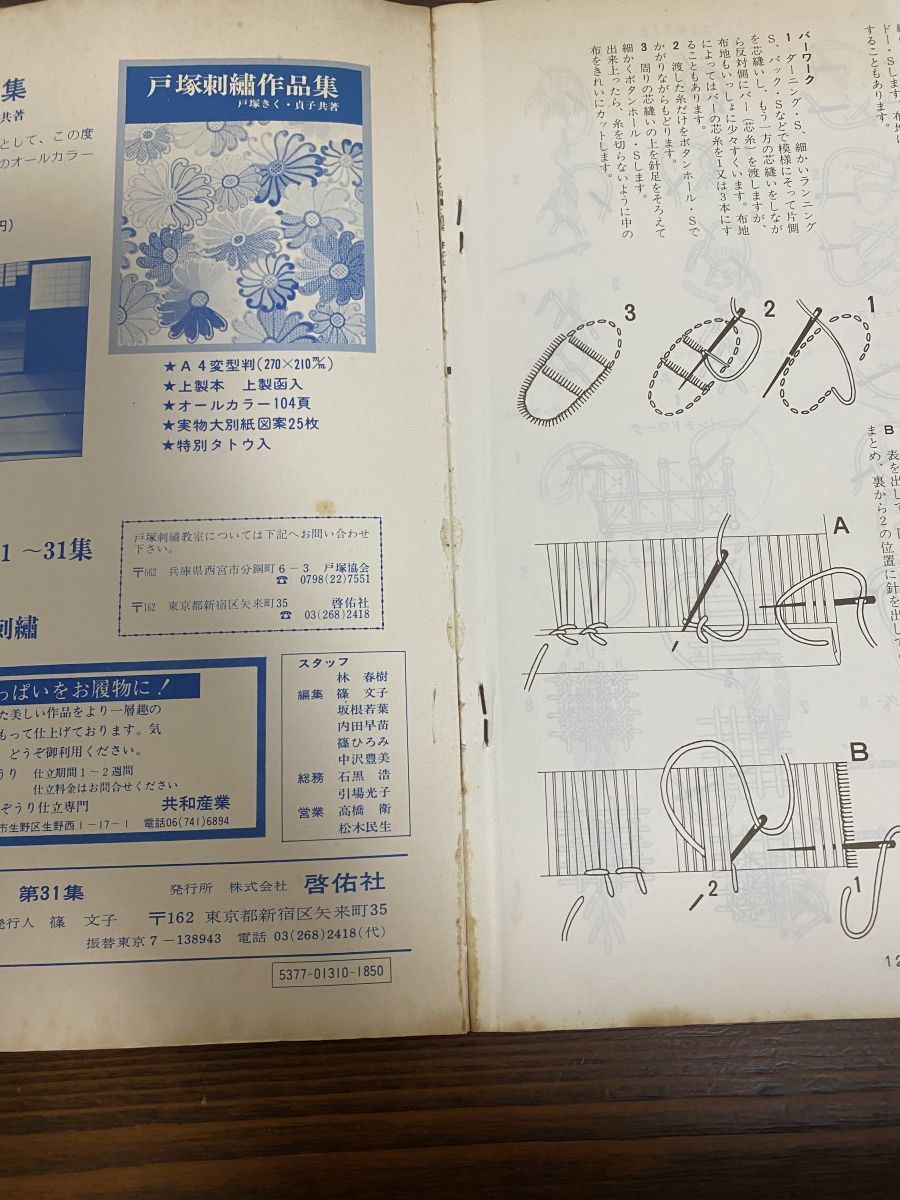 集
共著
として、この度
のオールカラー
円)
戸塚刺繡作品集
戸塚きく・貞子共著
★A4変型判(270×210㎜)
★上製本 上製函入
★オールカラー104頁
★実物大別紙図案25枚
★特別タトウ入
1〜31集
刺繡
戸塚刺繡教室については下記へお問い合わせ
下さい。
〒662 兵庫県西宮市分銅町6-3 戸塚協会
☎ 0798(22)7551
〒162 東京都新宿区矢来町35 啓佑社
☎ 03(268)2418
っぱいをお履物に!
た美しい作品をより一層趣の
もって仕上げております。気
どうぞ御利用ください。
うり 仕立期間1〜2週間
仕立料金はお問合せください
ぞうり仕立専門 共和産業
市生野区生野西1-17-1 電話06(741)6894
スタッフ
林 春樹
編集 篠 文子
坂根若葉
内田早苗
篠ひろみ
中沢豊美
総務 石黒 浩
引場光子
営業 高橋 衛
松木民生
第31集 発行所 株式会社 啓佑社
発行人 篠 文子 〒162 東京都新宿区矢来町35
振替東京7-138943 電話 03(268)2418(代)
5377-01310-1850
ドー・Sします。布地に
することもあります。
バーワーク
1 ダーニング・S、細かいランニング
S、バック・Sなどで模様にそって片側
を芯縫いし、もう一方の芯縫いをしなが
ら反対側にバー(芯糸)を渡しますが、
布地もいっしょに少々すくいます。布地
によってはバーの芯糸を1又は3本にす
ることもあります。
2 渡した糸だけをボタンホール・Sで
かがりながらもどります。
3 周りの芯縫いの上を針足をそろえて
細かくボタンホール・Sします。
出来上ったら、糸を切らないように中の
布をきれいにカットします。
3
2
1
B 表を出して
まとめ、裏から2の位置に針を出して
A
B
2
1
12